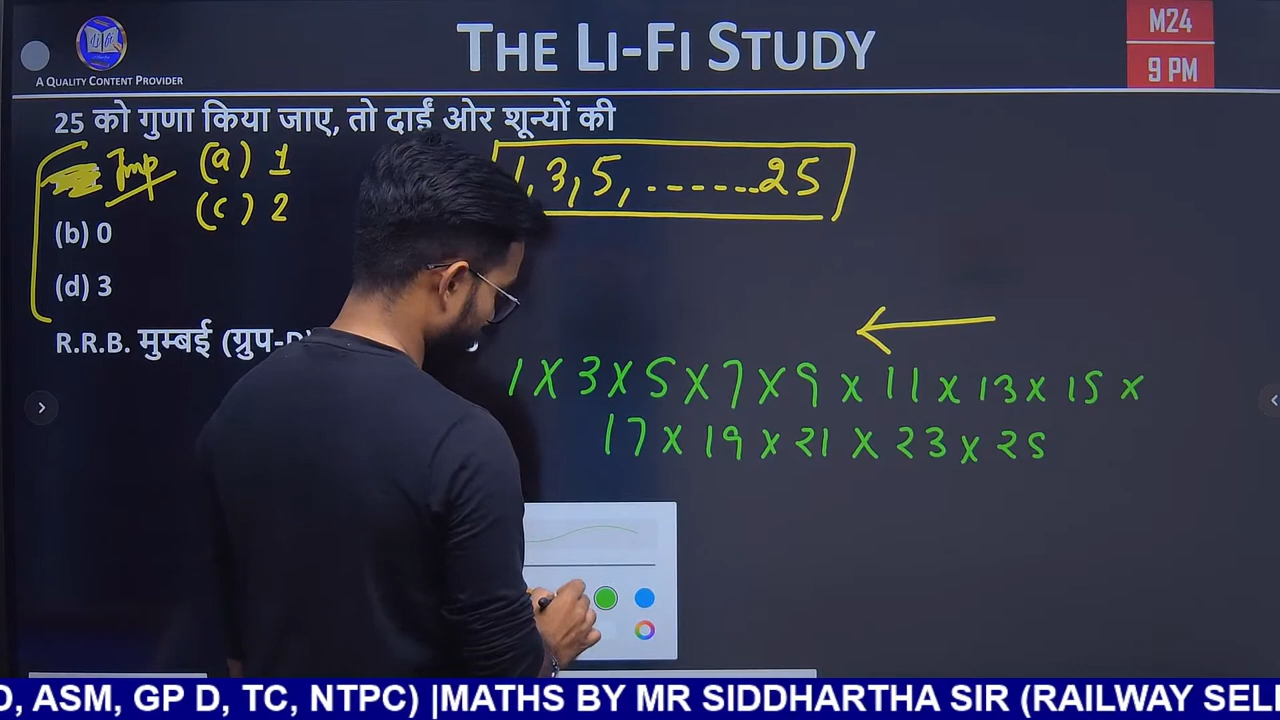 THE LI-FI STUDY
A QUALITY CONTENT PROVIDER
M24
9 PM
25 को गुणा किया जाए, तो दाईं ओर शून्यों की
Imp (a) 1
(c) 2
1, 3, 5, ....... 25
(b) 0
(d) 3
R.R.B. मुम्बई (ग्रुप-
1 X 3 X 5 X 7 X 9 X 11 X 13 X 15 X
17 X 19 X 21 X 23 X 25
D, ASM, GP D, TC, NTPC) |MATHS BY MR SIDDHARTHA SIR (RAILWAY SELE